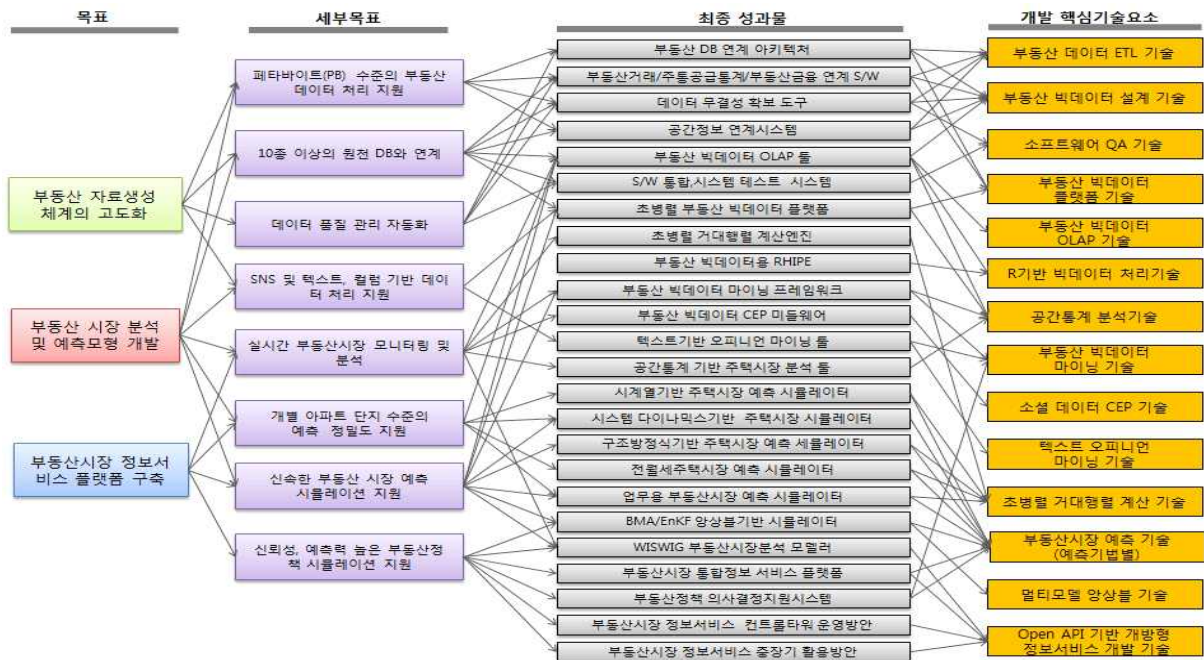 목표
세부목표
최종 성과물
개발 핵심기술요소
부동산 자료생성
체계의 고도화
부동산 시장 분석
및 예측모형 개발
부동산시장 정보서
비스 플랫폼 구축
페타바이트(PB) 수준의 부동산
데이터 처리 지원
10종 이상의 원천 DB와 연계
데이터 품질 관리 자동화
SNS 및 텍스트, 컬럼 기반 데이
터 처리 지원
실시간 부동산시장 모니터링 및
분석
개별 아파트 단지 수준의
예측 정밀도 지원
신속한 부동산 시장 예측
시뮬레이션 지원
신뢰성, 예측력 높은 부동산정
책 시뮬레이션 지원
부동산 DB 연계 아키텍처
부동산거래/주통공급통계/부동산금융 연계 S/W
데이터 무결성 확보 도구
공간정보 연계시스템
부동산 빅데이터 OLAP 툴
S/W 통합,시스템 테스트 시스템
초병렬 부동산 빅데이터 플랫폼
초병렬 거대행렬 계산엔진
부동산 빅데이터용 RHIPE
부동산 빅데이터 마이닝 프레임워크
부동산 빅데이터 CEP 미들웨어
텍스트기반 오피니언 마이닝 툴
공간통계 기반 주택시장 분석 툴
시계열기반 주택시장 예측 시뮬레이터
시스템 다이나믹스기반 주택시장 시뮬레이터
구조방정식기반 주택시장 예측 세뮬레이터
전월세주택시장 예측 시뮬레이터
업무용 부동산시장 예측 시뮬레이터
BMA/EnKF 앙상블기반 시뮬레이터
WISWIG 부동산시장분석 모델러
부동산시장 통합정보 서비스 플랫폼
부동산정책 의사결정지원시스템
부동산시장 정보서비스 컨트롤타워 운영방안
부동산시장 정보서비스 중장기 활용방안
부동산 데이터 ETL 기술
부동산 빅데이터 설계 기술
소프트웨어 QA 기술
부동산 빅데이터
플랫폼 기술
부동산 빅데이터
OLAP 기술
R기반 빅데이터 처리기술
공간통계 분석기술
부동산 빅데이터
마이닝 기술
소셜 데이터 CEP 기술
텍스트 오피니언
마이닝 기술
초병렬 거대행렬 계산 기술
부동산시장 예측 기술
(예측기법별)
멀티모델 앙상블 기술
Open API 기반 개방형
정보서비스 개발 기술